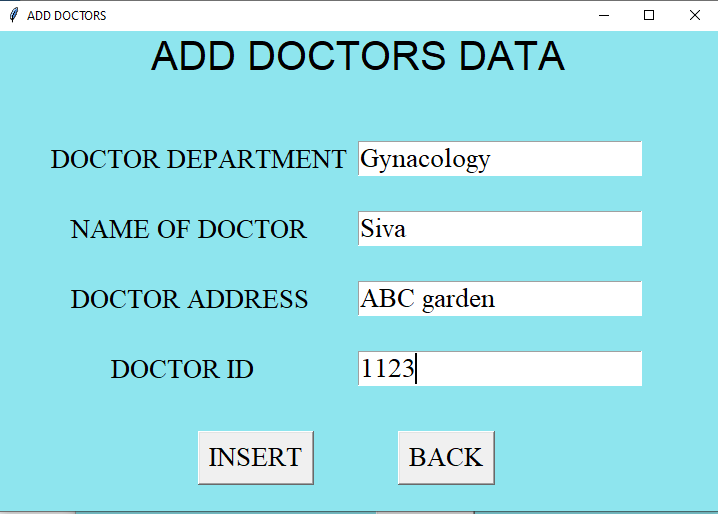 ADD DOCTORS
ADD DOCTORS DATA
DOCTOR DEPARTMENT Gynacology
NAME OF DOCTOR Siva
DOCTOR ADDRESS ABC garden
DOCTOR ID 1123
INSERT BACK